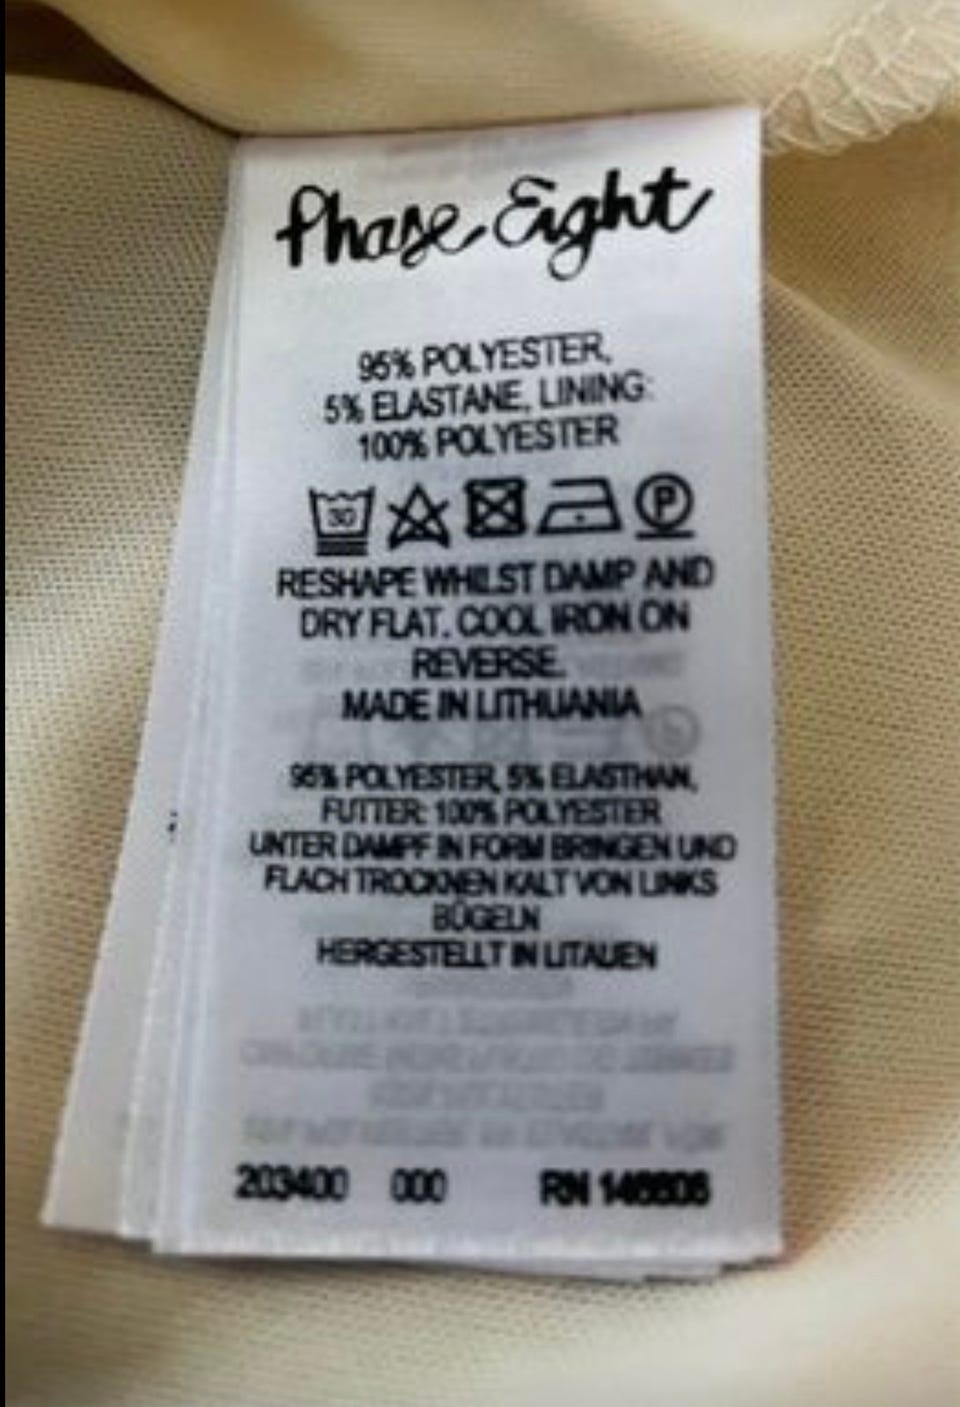 Phase Eight
95% POLYESTER,
5% ELASTANE, LINING:
100% POLYESTER
30
P
RESHAPE WHILST DAMP AND
DRY FLAT. COOL IRON ON
REVERSE.
MADE IN LITHUANIA
95% POLYESTER, 5% ELASTHAN,
FUTTER: 100% POLYESTER
UNTER DAMPF IN FORM BRINGEN UND
FLACH TROCKNEN KALT VON LINKS
BÜGELN
HERGESTELLT IN LITAUEN
203400 000 RN